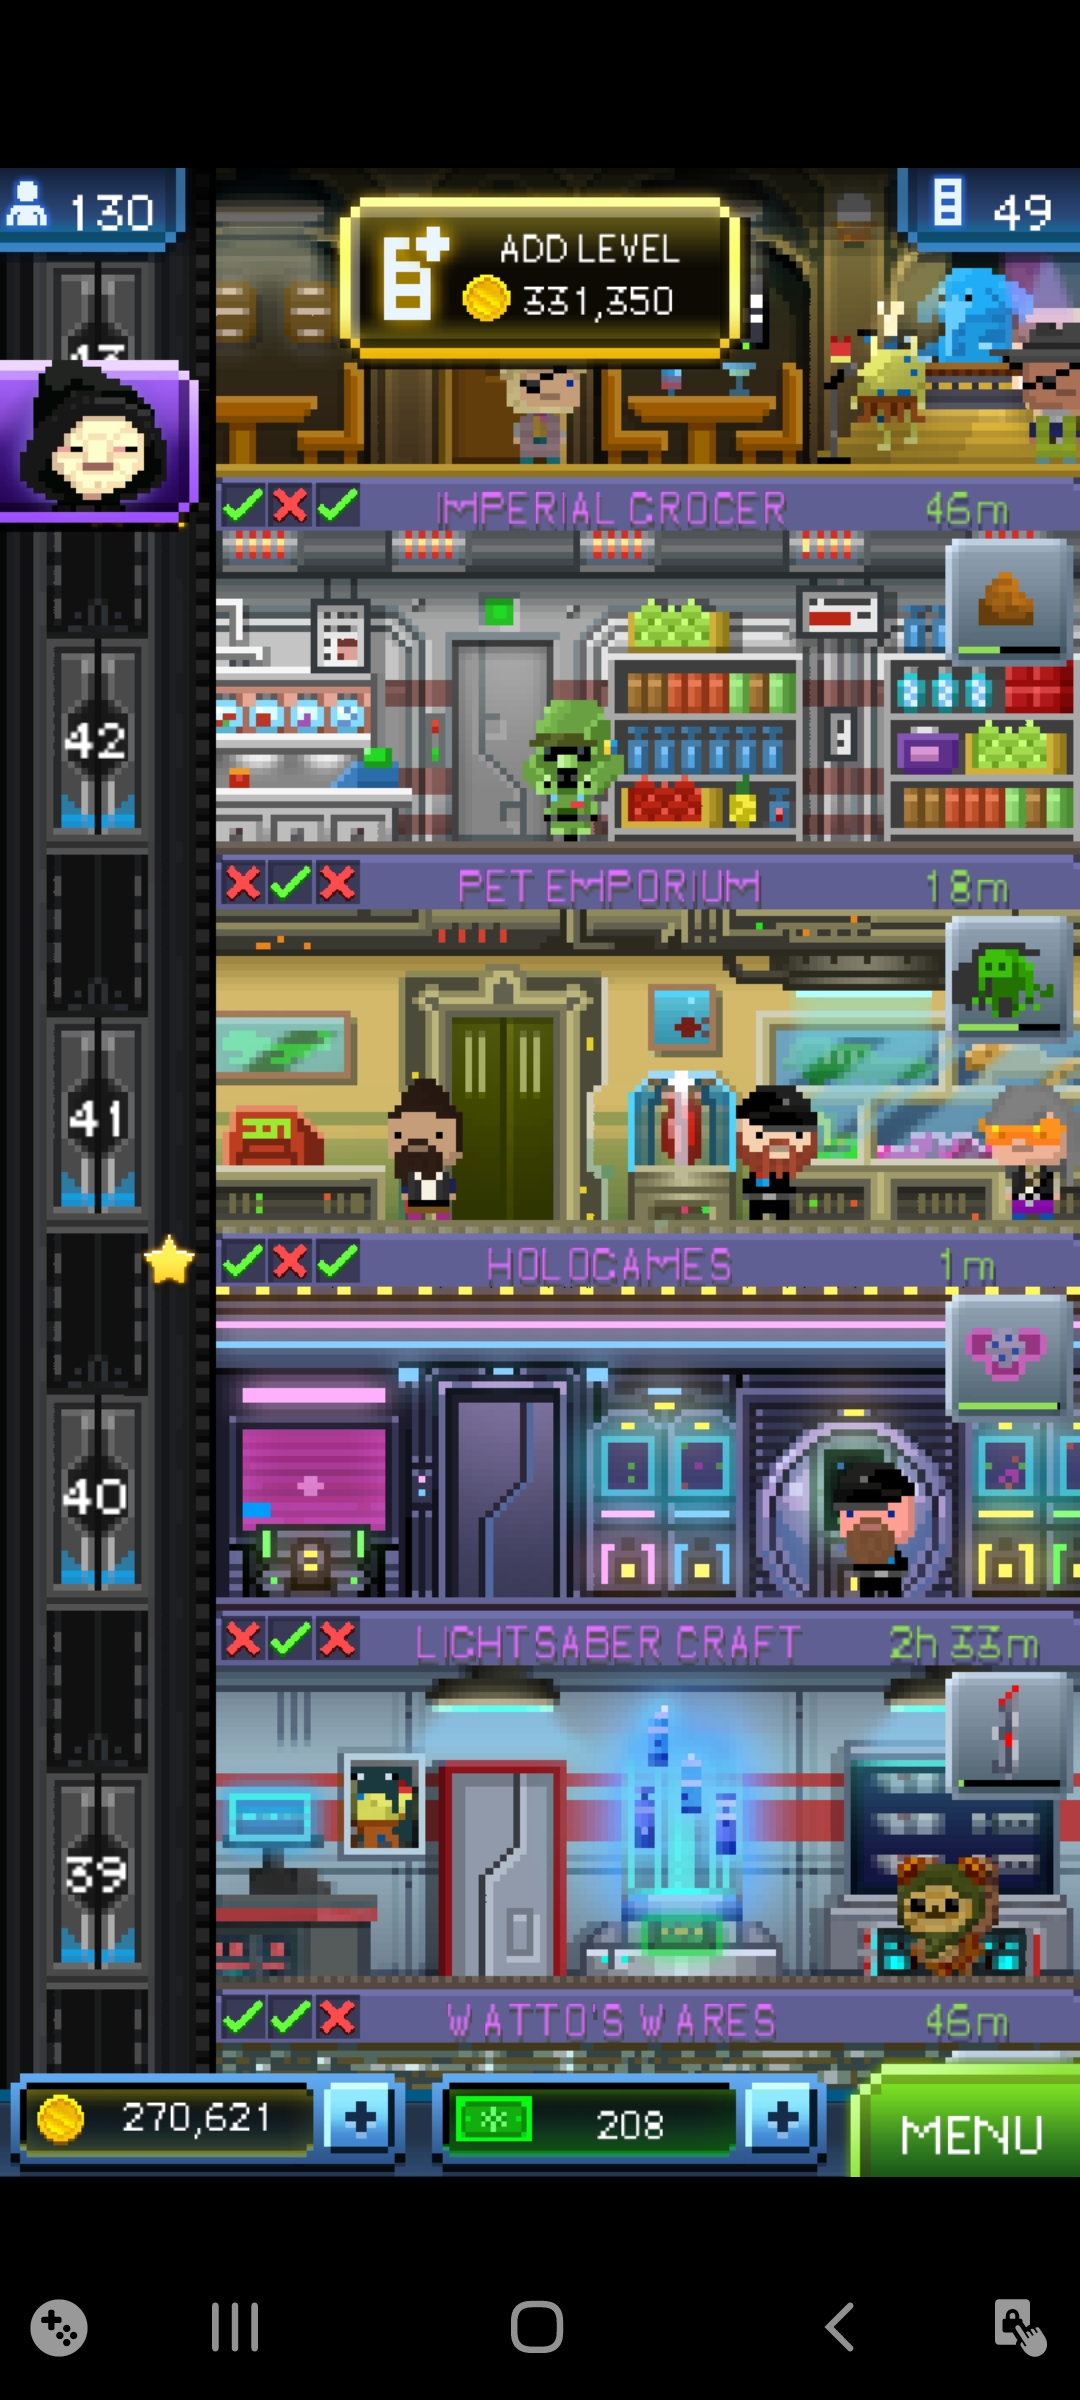 130
49
ADD LEVEL
331,350
IMPERIAL GROCER 46m
42
PET EMPORIUM 18m
41
HOLOGAMES 1m
40
LIGHTSABER CRAFT 2h 33m
39
WATTO'S WARES 46m
270,621
208
MENU